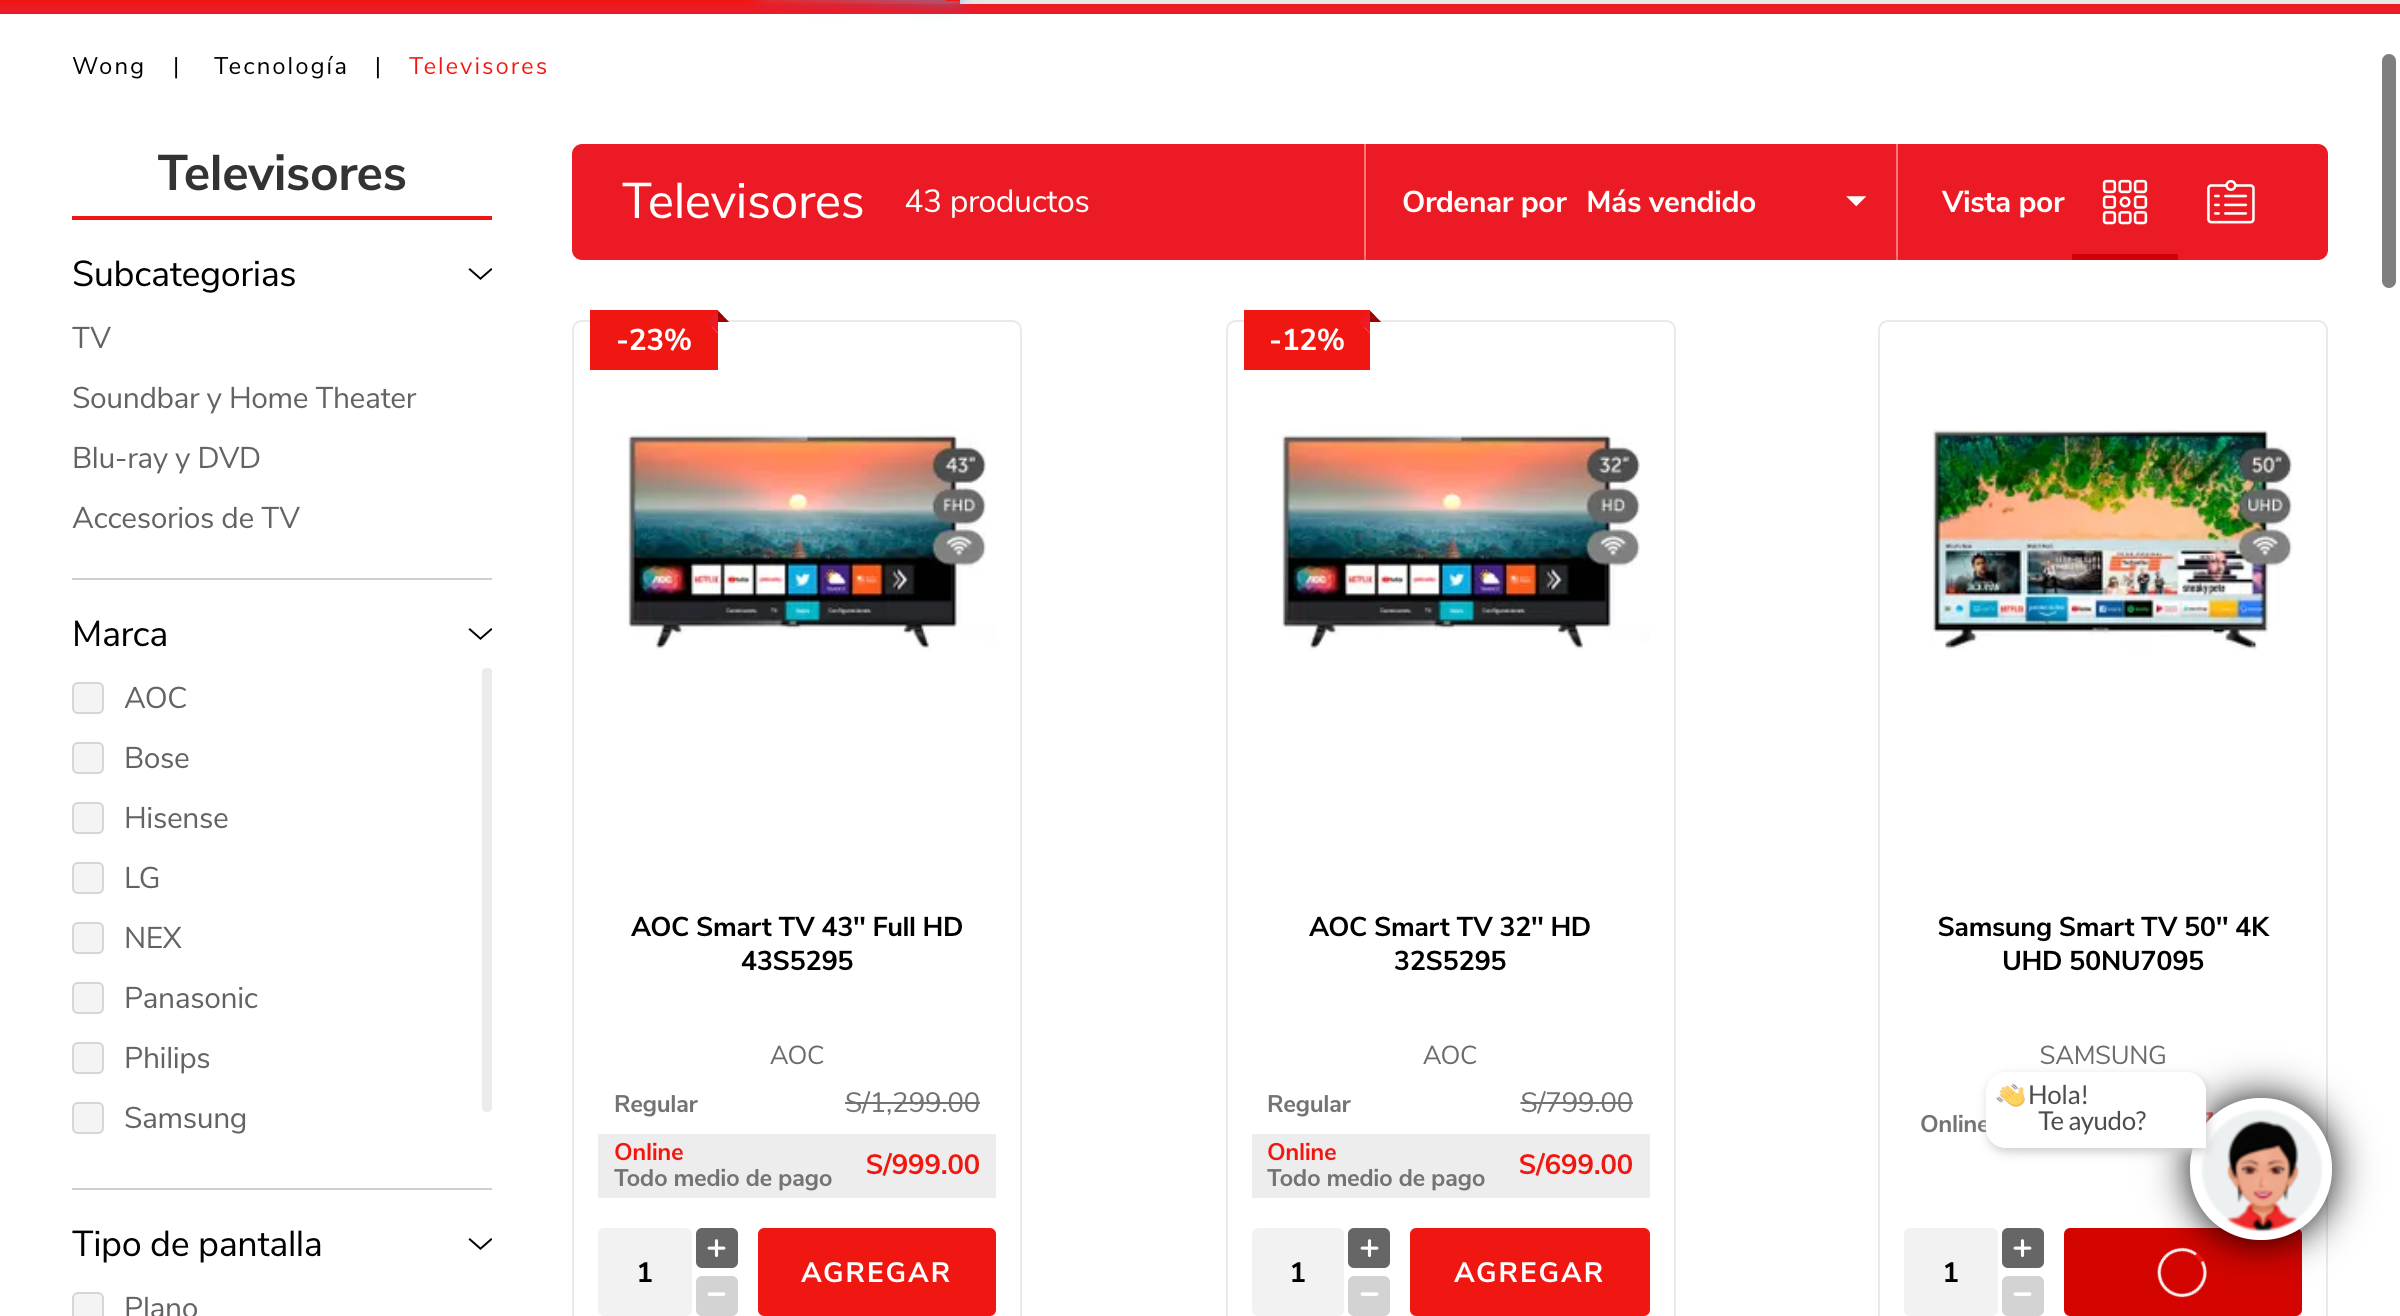 Wong | Tecnología | Televisores
Televisores
Subcategorias
TV
Soundbar y Home Theater
Blu-ray y DVD
Accesorios de TV
Marca
AOC
Bose
Hisense
LG
NEX
Panasonic
Philips
Samsung
Tipo de pantalla
Plano
Televisores 43 productos
Ordenar por Más vendido
Vista por
-23%
43"
FHD
AOC Smart TV 43" Full HD
43S5295
AOC
Regular S/1,299.00
Online
Todo medio de pago S/999.00
1 + −
AGREGAR
-12%
32"
HD
AOC Smart TV 32" HD
32S5295
AOC
Regular S/799.00
Online
Todo medio de pago S/699.00
1 + −
AGREGAR
50"
UHD
Samsung Smart TV 50" 4K
UHD 50NU7095
SAMSUNG
Online
👋Hola!
Te ayudo?
1 + −